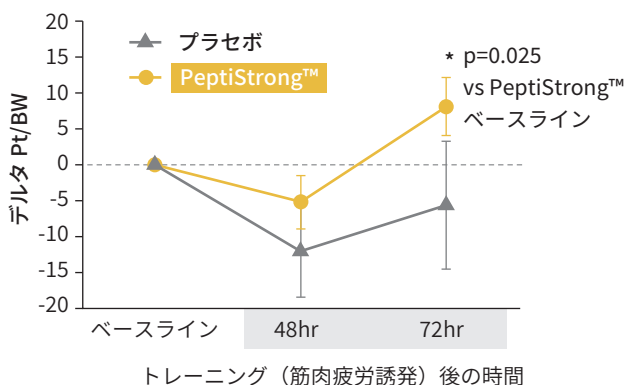 20
15
10
5
0
-5
-10
-15
-20
デルタ Pt/BW
プラセボ
PeptiStrong™
* p=0.025
vs PeptiStrong™
ベースライン
ベースライン 48hr 72hr
トレーニング（筋肉疲労誘発）後の時間